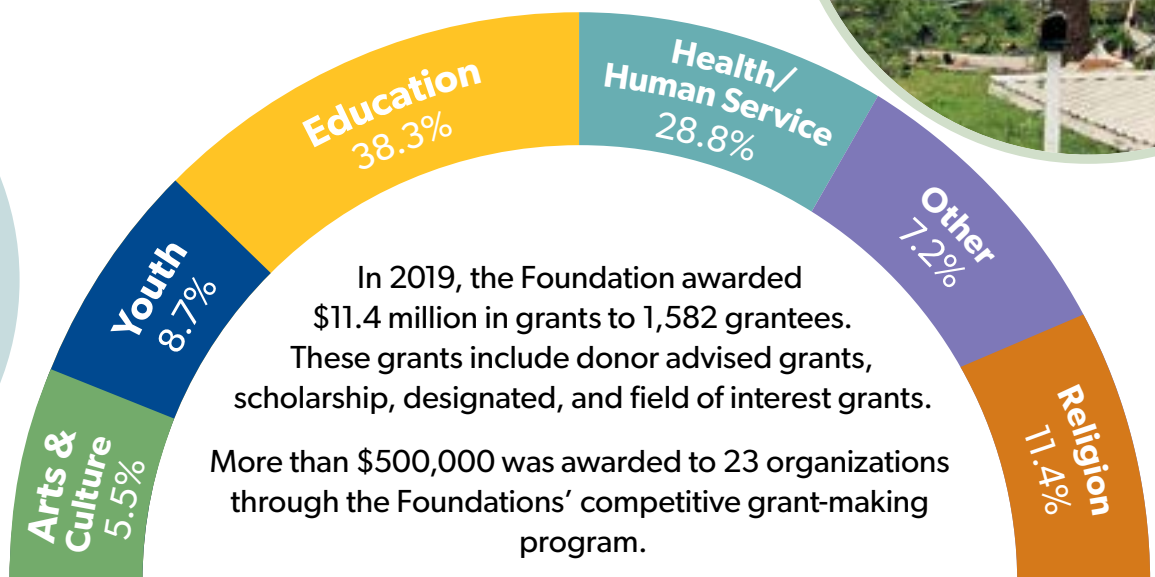 Arts &
Culture
5.5%
Youth
8.7%
Education
38.3%
Health/
Human Service
28.8%
Other
7.2%
Religion
11.4%
In 2019, the Foundation awarded
$11.4 million in grants to 1,582 grantees.
These grants include donor advised grants,
scholarship, designated, and field of interest grants.
More than $500,000 was awarded to 23 organizations
through the Foundations’ competitive grant-making
program.